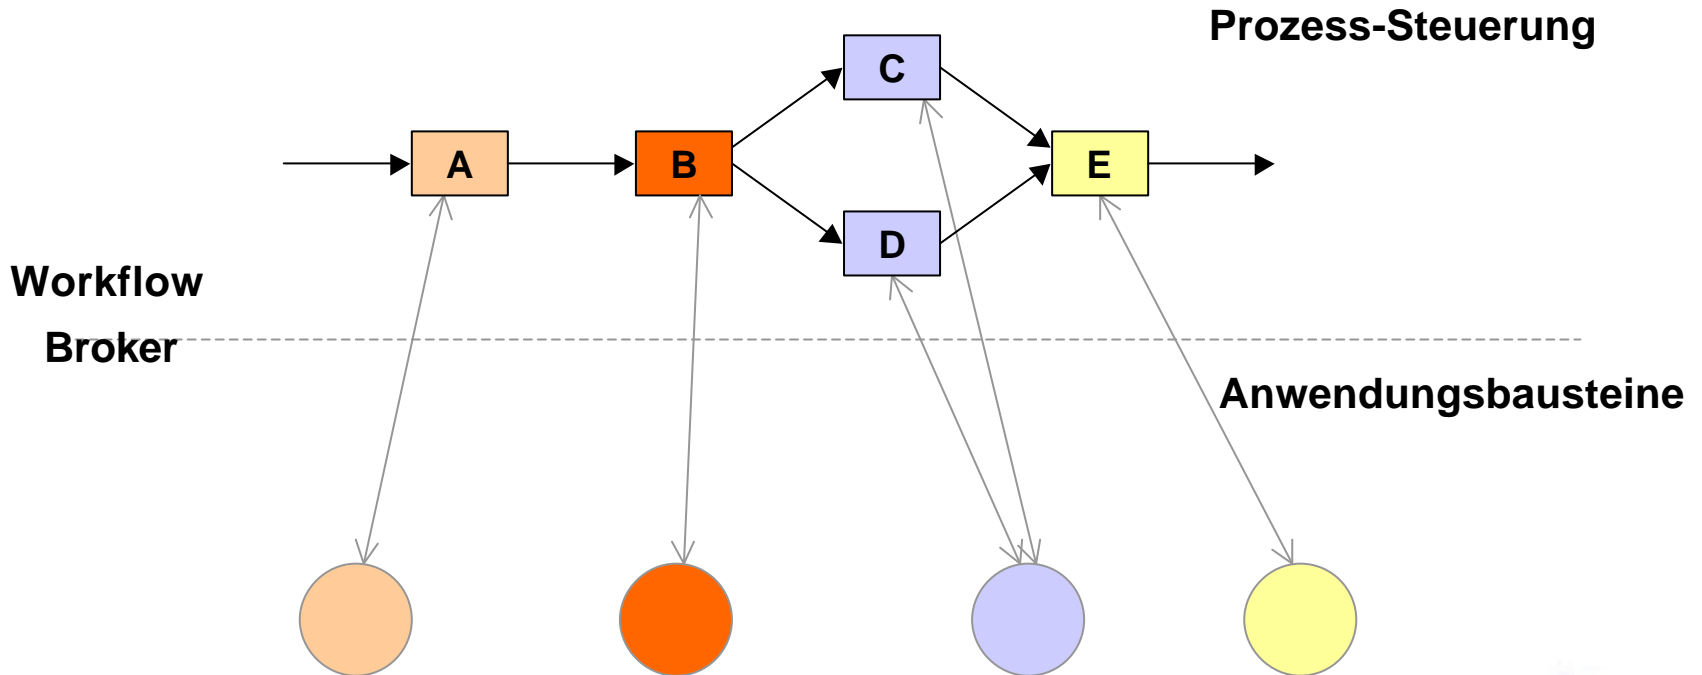 Prozess-Steuerung
C
A
B
E
D
Workflow
Broker
Anwendungsbausteine